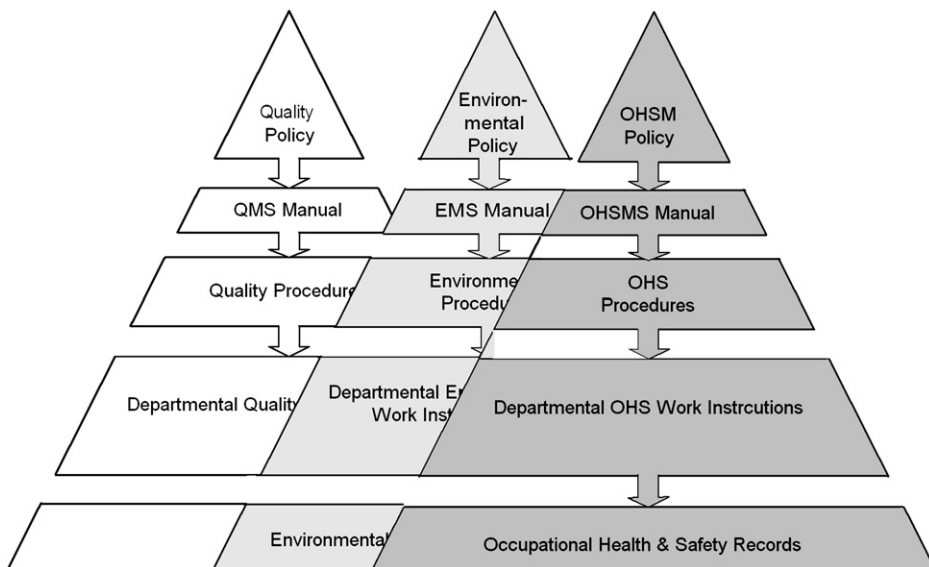 Quality
Policy
Environ-
mental
Policy
OHSM
Policy
QMS Manual
EMS Manual
OHSMS Manual
Quality Procedure
Environme
Procedu
OHS
Procedures
Departmental Quality
Departmental En
Work Inst
Departmental OHS Work Instrcutions
Environmental
Occupational Health & Safety Records